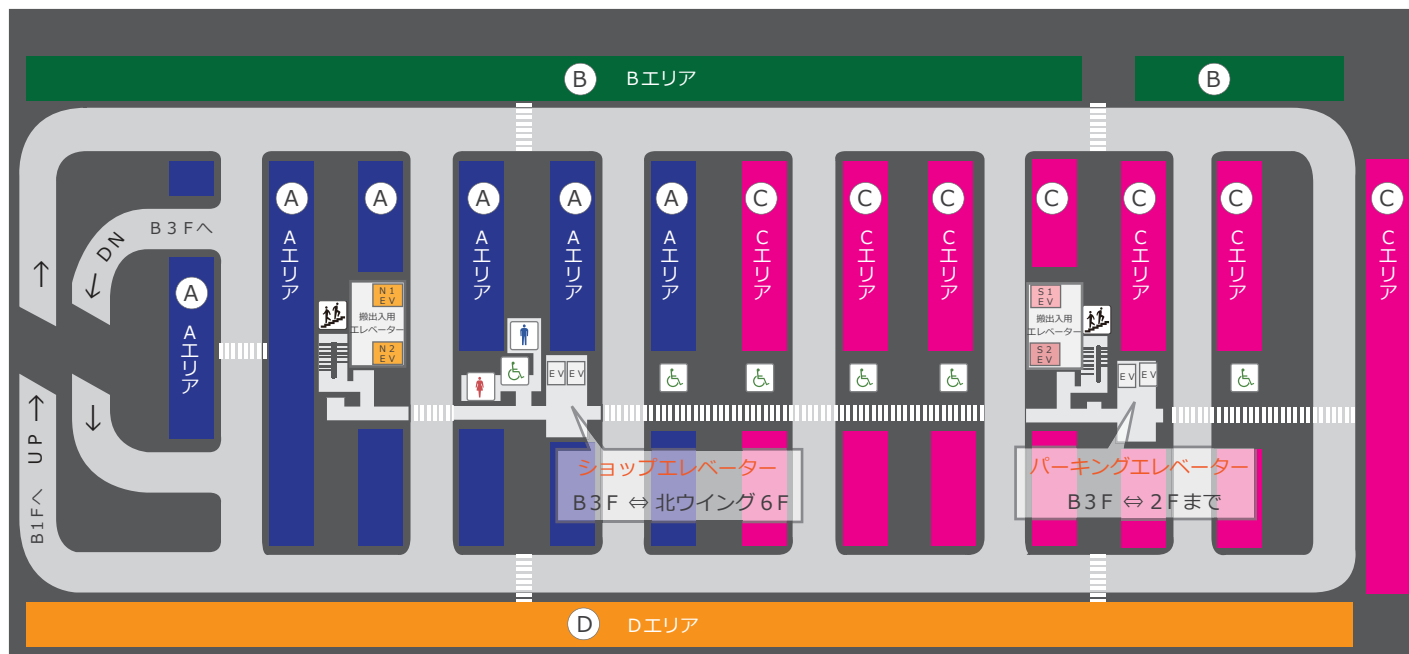 B
Bエリア
B
A
A
A
A
A
C
C
C
C
C
C
C
B3Fへ
DN
Aエリア
Aエリア
Aエリア
Aエリア
Cエリア
Cエリア
Cエリア
Cエリア
Cエリア
Cエリア
←
↑
A
Aエリア
N1
EV
搬出入用
エレベーター
N2
EV
S1
EV
搬出入用
エレベーター
S2
EV
EV
EV
EV
EV
B1Fへ UP →
↓
ショップエレベーター
B3F ⇔ 北ウイング6F
パーキングエレベーター
B3F ⇔ 2Fまで
D
Dエリア